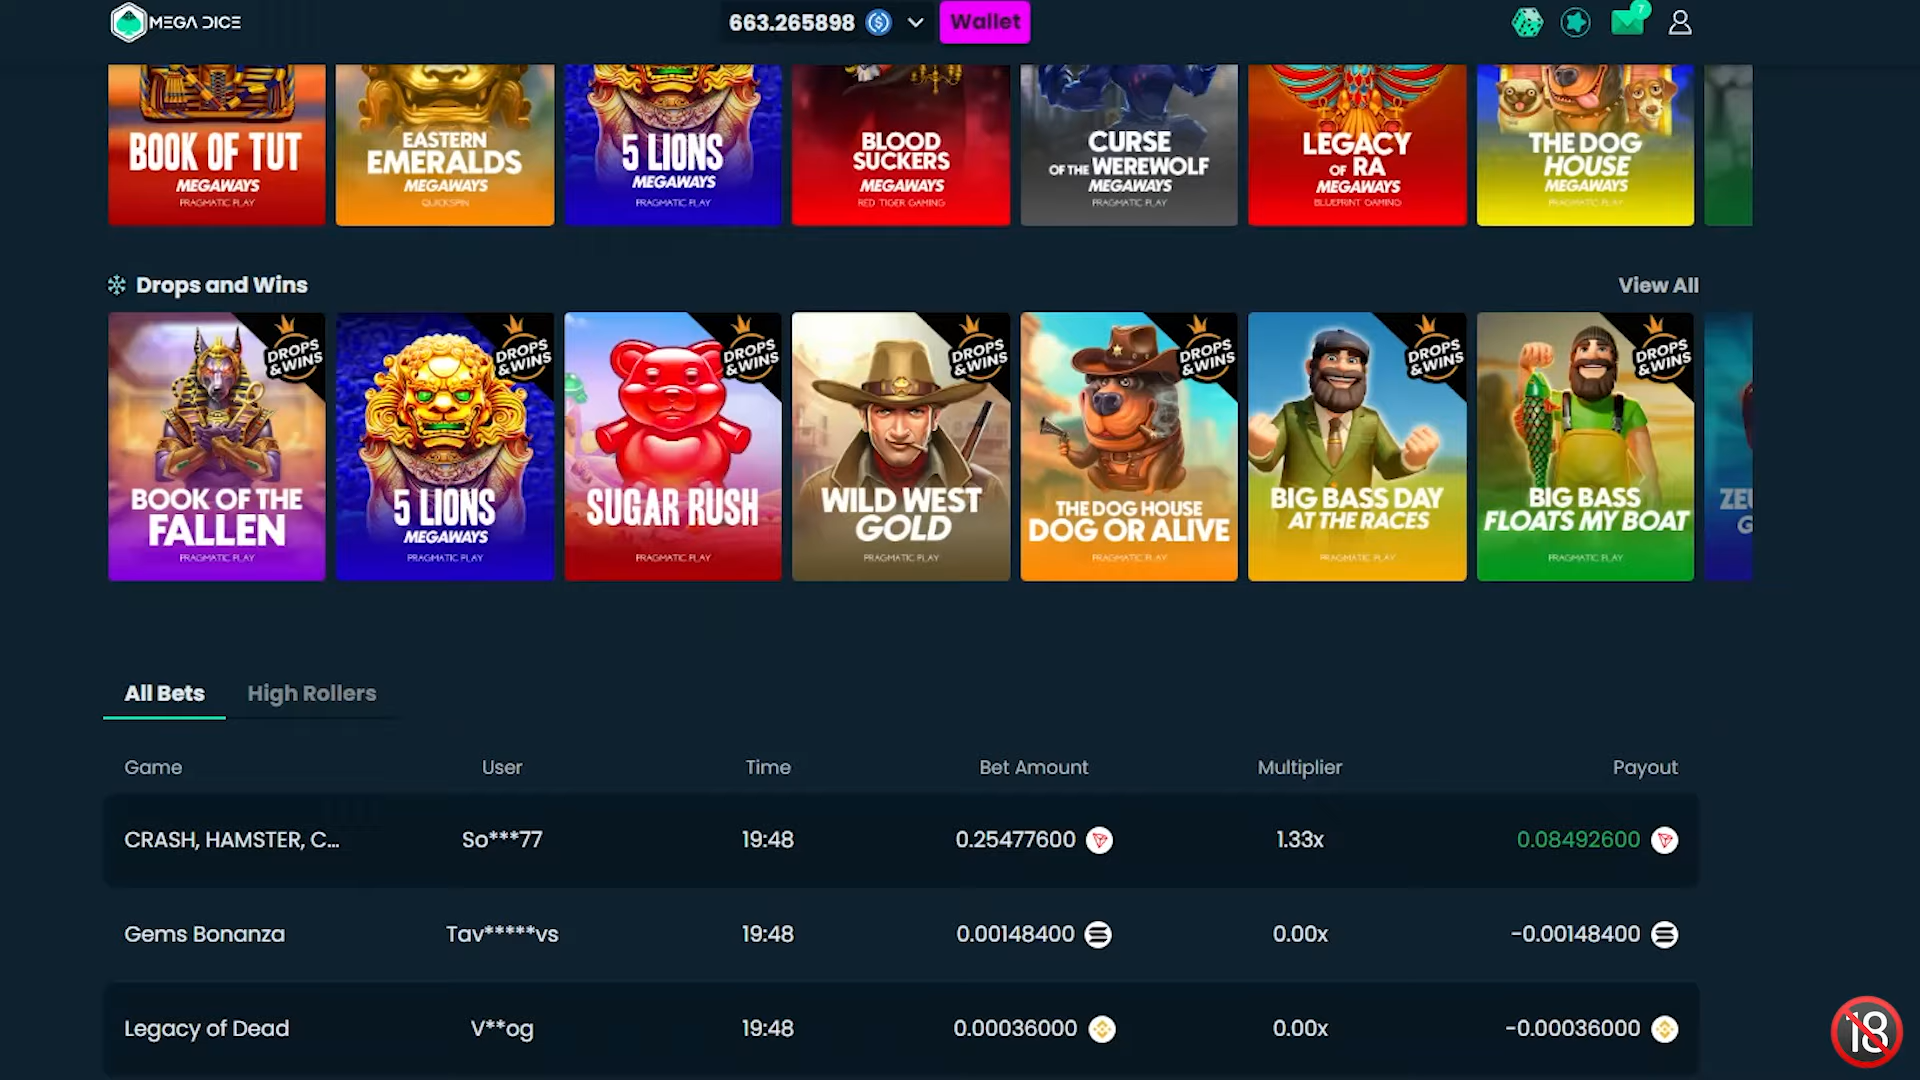 MEGA DICE
663.265898
Wallet
7
BOOK OF TUT
MEGAWAYS
PRAGMATIC PLAY
EASTERN
EMERALDS
MEGAWAYS
QUICKSPIN
5 LIONS
MEGAWAYS
PRAGMATIC PLAY
BLOOD
SUCKERS
MEGAWAYS
RED TIGER GAMING
CURSE
OF THE WEREWOLF
MEGAWAYS
PRAGMATIC PLAY
LEGACY
OF RA
MEGAWAYS
BLUEPRINT GAMING
THE DOG
HOUSE
MEGAWAYS
PRAGMATIC PLAY
Drops and Wins
View All
DROPS
&WINS
BOOK OF THE
FALLEN
PRAGMATIC PLAY
DROPS
&WINS
5 LIONS
MEGAWAYS
PRAGMATIC PLAY
DROPS
&WINS
SUGAR RUSH
PRAGMATIC PLAY
DROPS
&WINS
WILD WEST
GOLD
PRAGMATIC PLAY
DROPS
&WINS
THE DOG HOUSE
DOG OR ALIVE
PRAGMATIC PLAY
DROPS
&WINS
BIG BASS DAY
AT THE RACES
PRAGMATIC PLAY
DROPS
&WINS
BIG BASS
FLOATS MY BOAT
PRAGMATIC PLAY
ZEU
G
All Bets High Rollers
Game User Time Bet Amount Multiplier Payout
CRASH, HAMSTER, C... So***77 19:48 0.25477600 1.33x 0.08492600
Gems Bonanza Tav*****vs 19:48 0.00148400 0.00x -0.00148400
Legacy of Dead V**og 19:48 0.00036000 0.00x -0.00036000
18